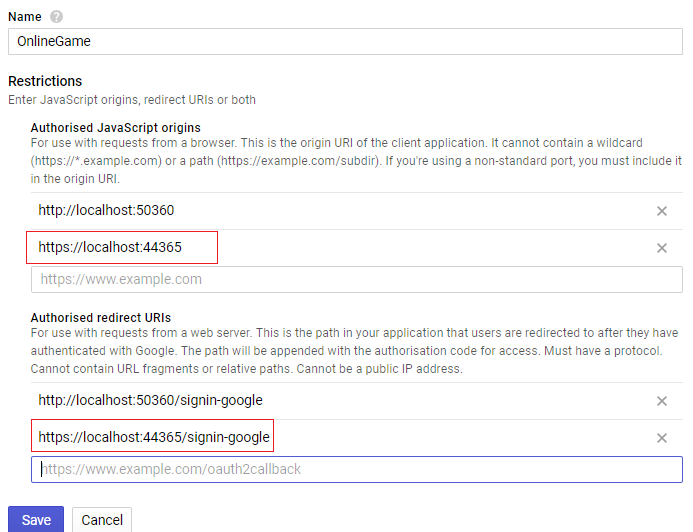 Name ?
OnlineGame
Restrictions
Enter JavaScript origins, redirect URIs or both
Authorised JavaScript origins
For use with requests from a browser. This is the origin URI of the client application. It cannot contain a wildcard
(https://*.example.com) or a path (https://example.com/subdir). If you're using a non-standard port, you must include it
in the origin URI.
http://localhost:50360
https://localhost:44365
https://www.example.com
Authorised redirect URIs
For use with requests from a web server. This is the path in your application that users are redirected to after they have
authenticated with Google. The path will be appended with the authorisation code for access. Must have a protocol.
Cannot contain URL fragments or relative paths. Cannot be a public IP address.
http://localhost:50360/signin-google
https://localhost:44365/signin-google
https://www.example.com/oauth2callback
Save Cancel